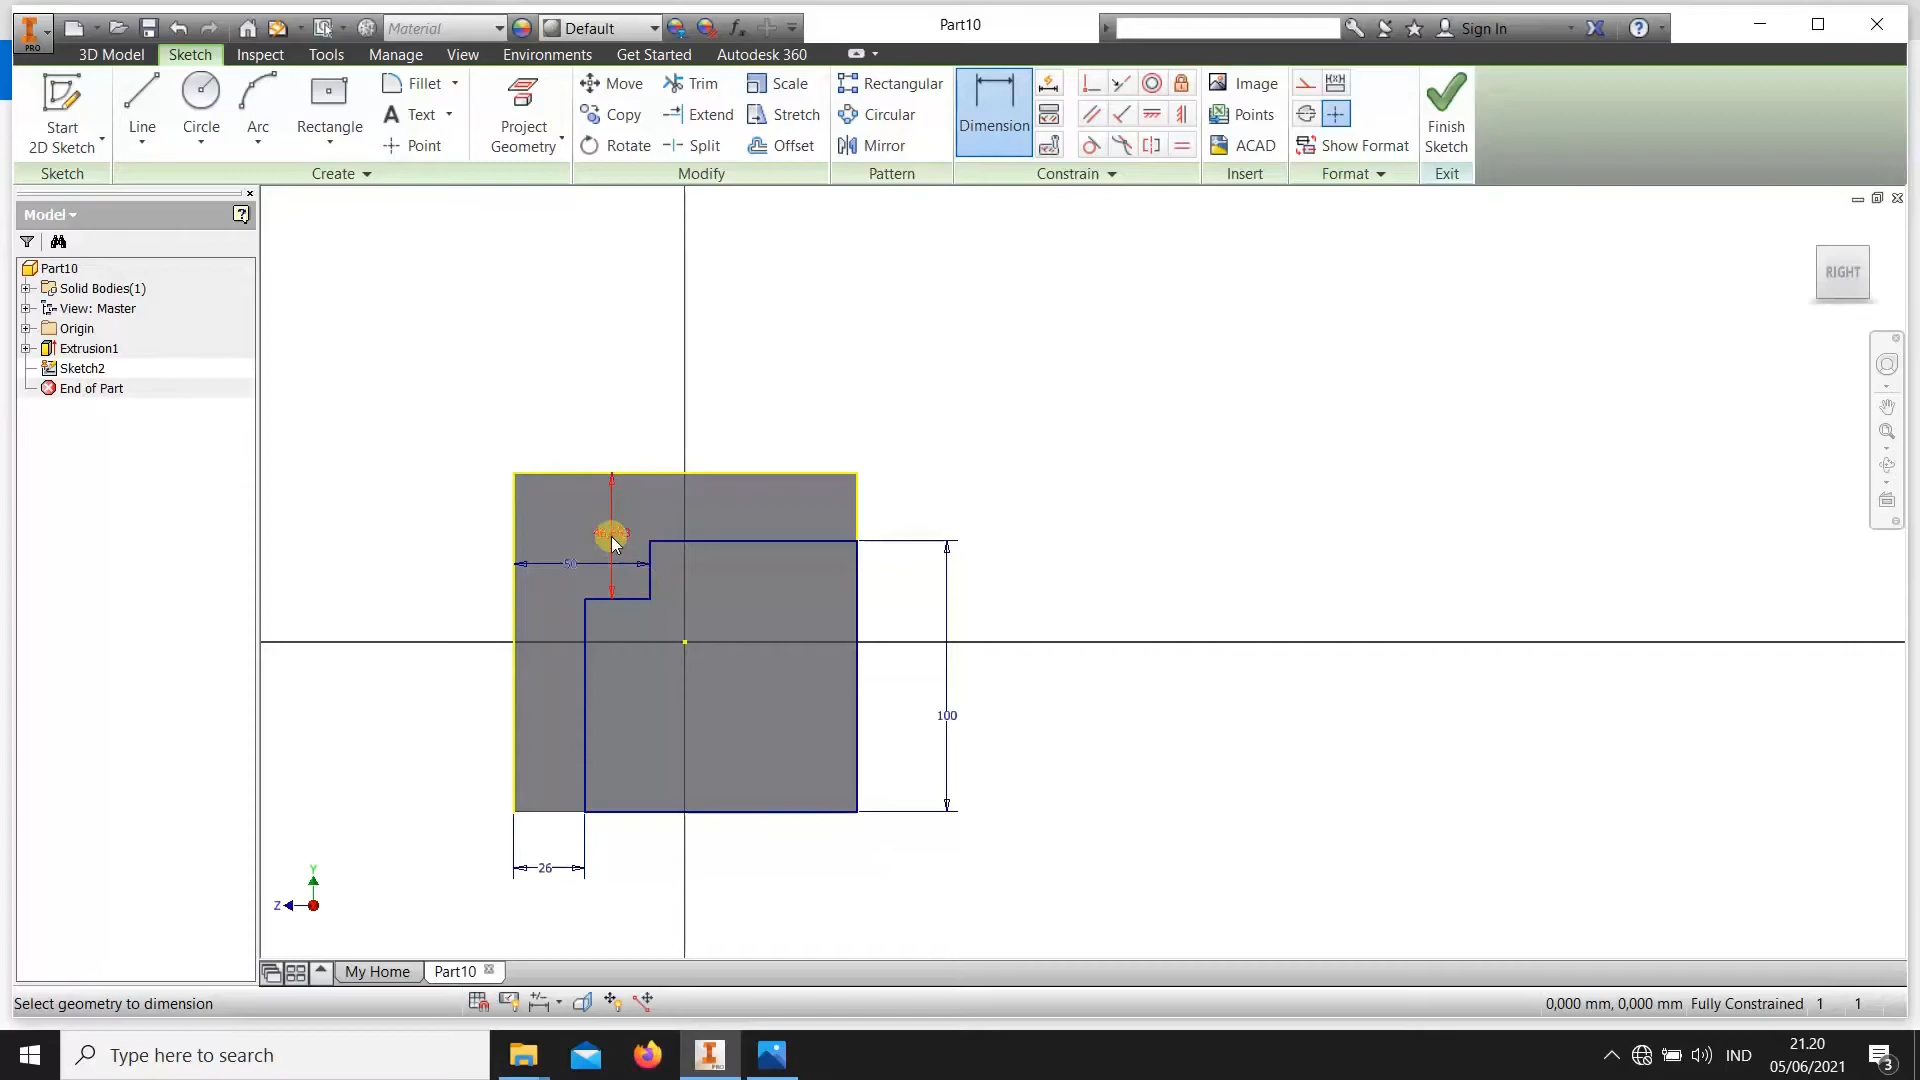 PRO
Material
Default
Part10
Sign In
3D Model Sketch Inspect Tools Manage View Environments Get Started Autodesk 360
Start
2D Sketch
Line
Circle
Arc
Rectangle
Fillet
Text
Point
Project
Geometry
Move
Copy
Rotate
Trim
Extend
Split
Scale
Stretch
Offset
Rectangular
Circular
Mirror
Dimension
Image
Points
ACAD
Show Format
Finish
Sketch
Sketch Create Modify Pattern Constrain Insert Format Exit
Model
Part10
Solid Bodies(1)
View: Master
Origin
Extrusion1
Sketch2
End of Part
RIGHT
50
100
26
Y
Z
My Home
Part10
Select geometry to dimension
0,000 mm, 0,000 mm Fully Constrained 1 1
Type here to search
PRO
IND
21.20
05/06/2021
3